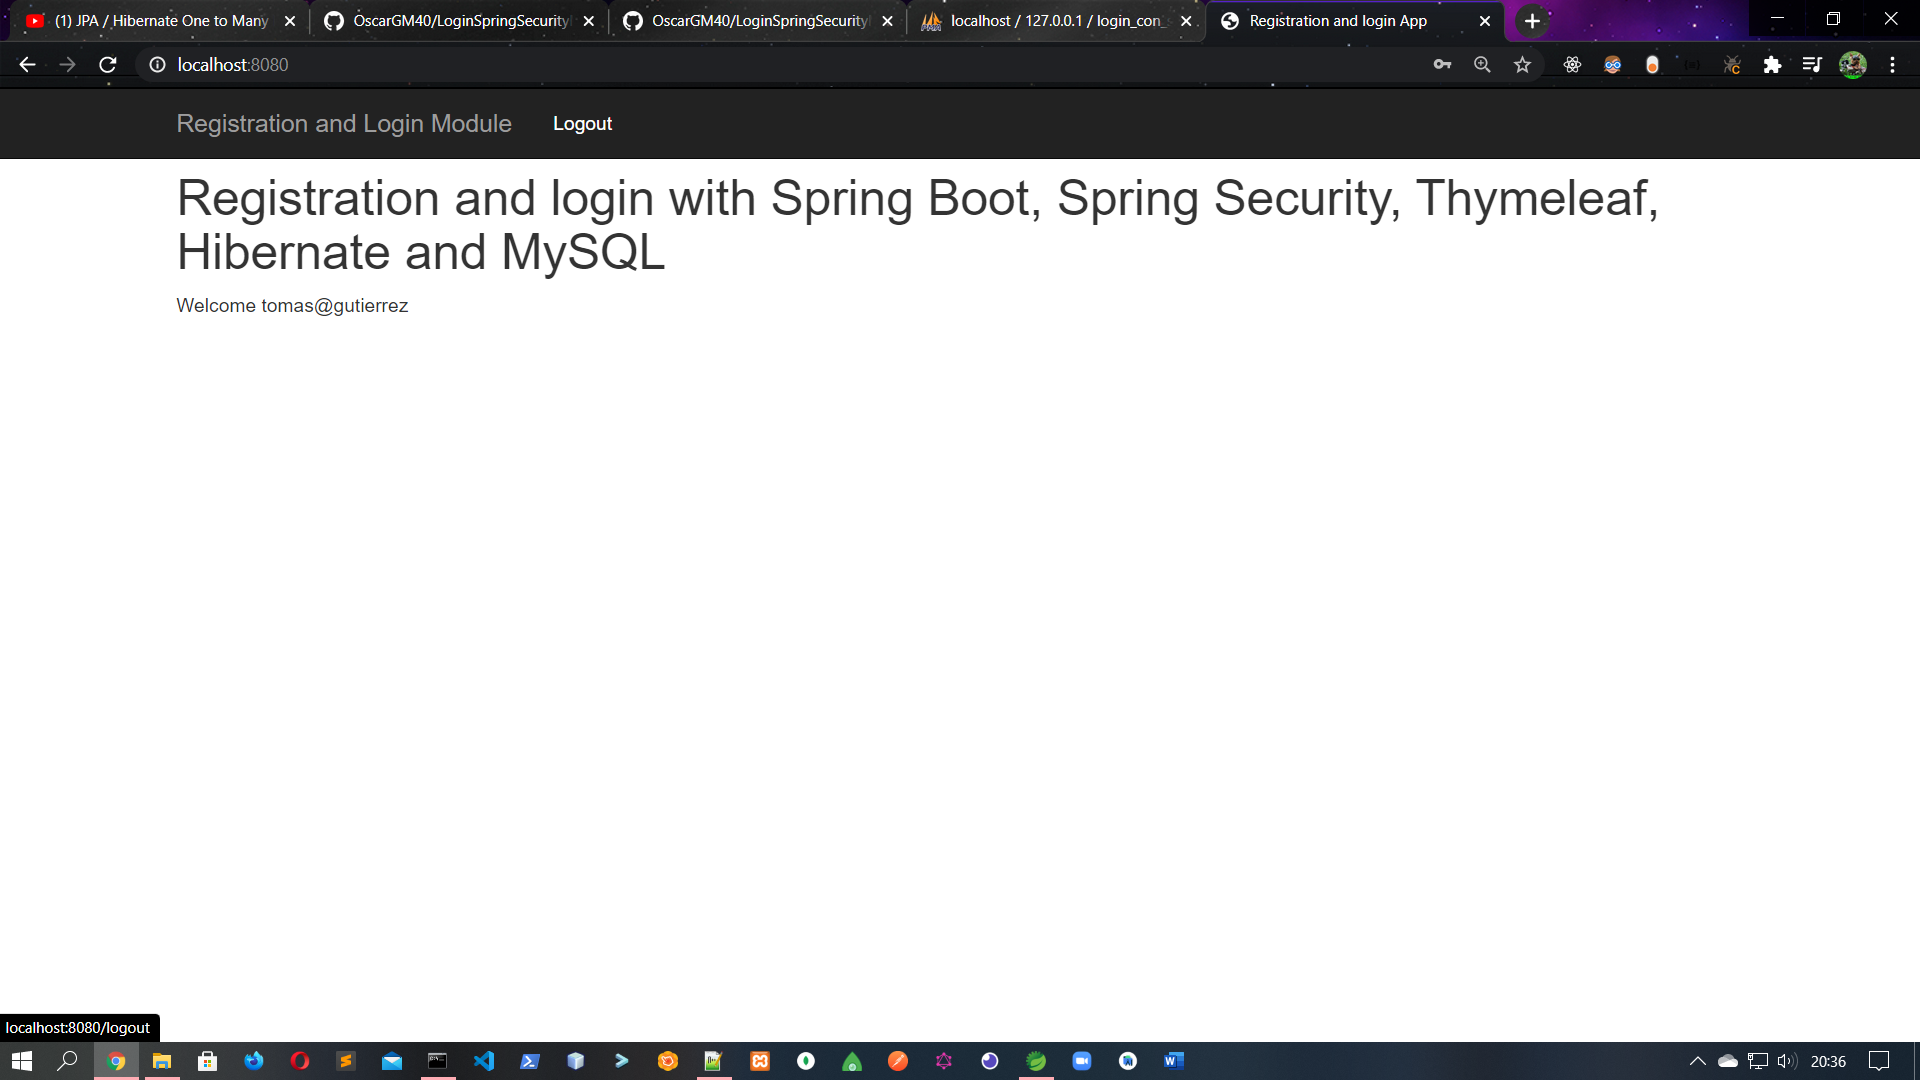 (1) JPA / Hibernate One to Many
OscarGM40/LoginSpringSecurity
OscarGM40/LoginSpringSecurity
localhost / 127.0.0.1 / login_con_
Registration and login App
localhost:8080
Registration and Login Module
Logout
Registration and login with Spring Boot, Spring Security, Thymeleaf,
Hibernate and MySQL
Welcome tomas@gutierrez
localhost:8080/logout
20:36